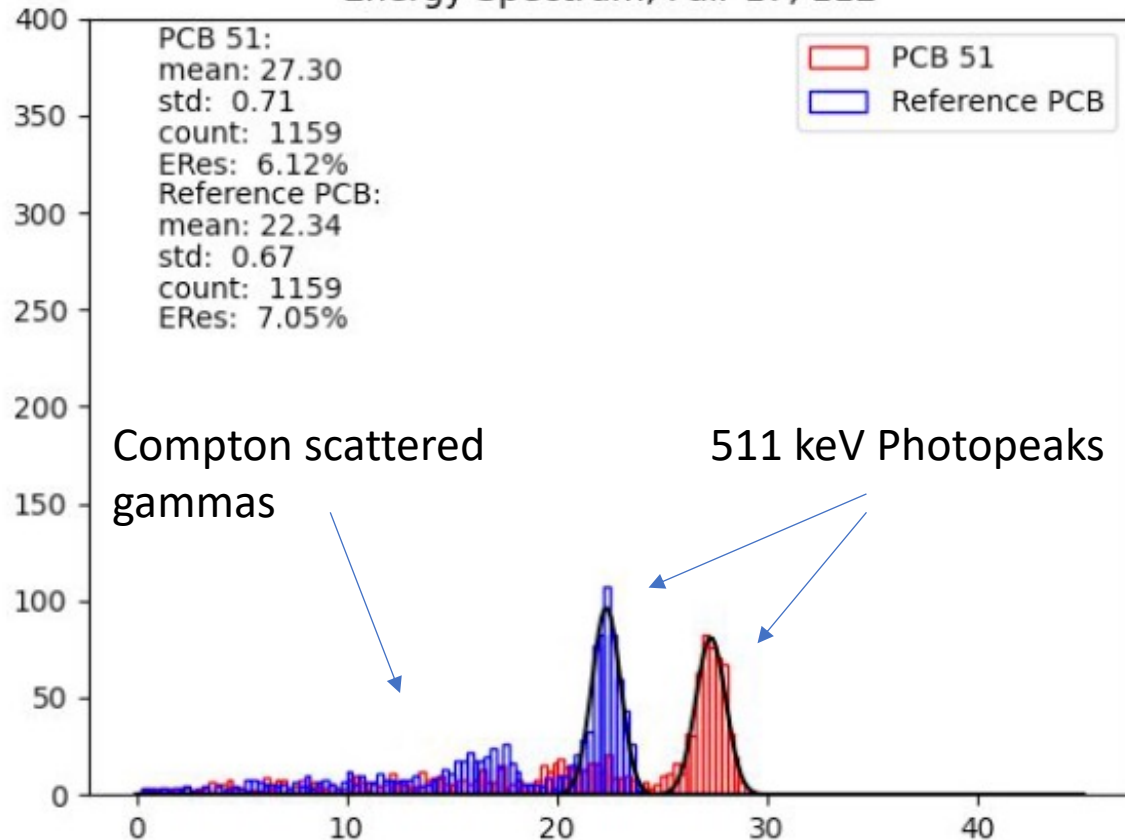 400
350
300
250
200
150
100
50
0
PCB 51:
mean: 27.30
std: 0.71
count: 1159
ERes: 6.12%
Reference PCB:
mean: 22.34
std: 0.67
count: 1159
ERes: 7.05%
PCB 51
Reference PCB
Compton scattered
gammas
511 keV Photopeaks
0 10 20 30 40